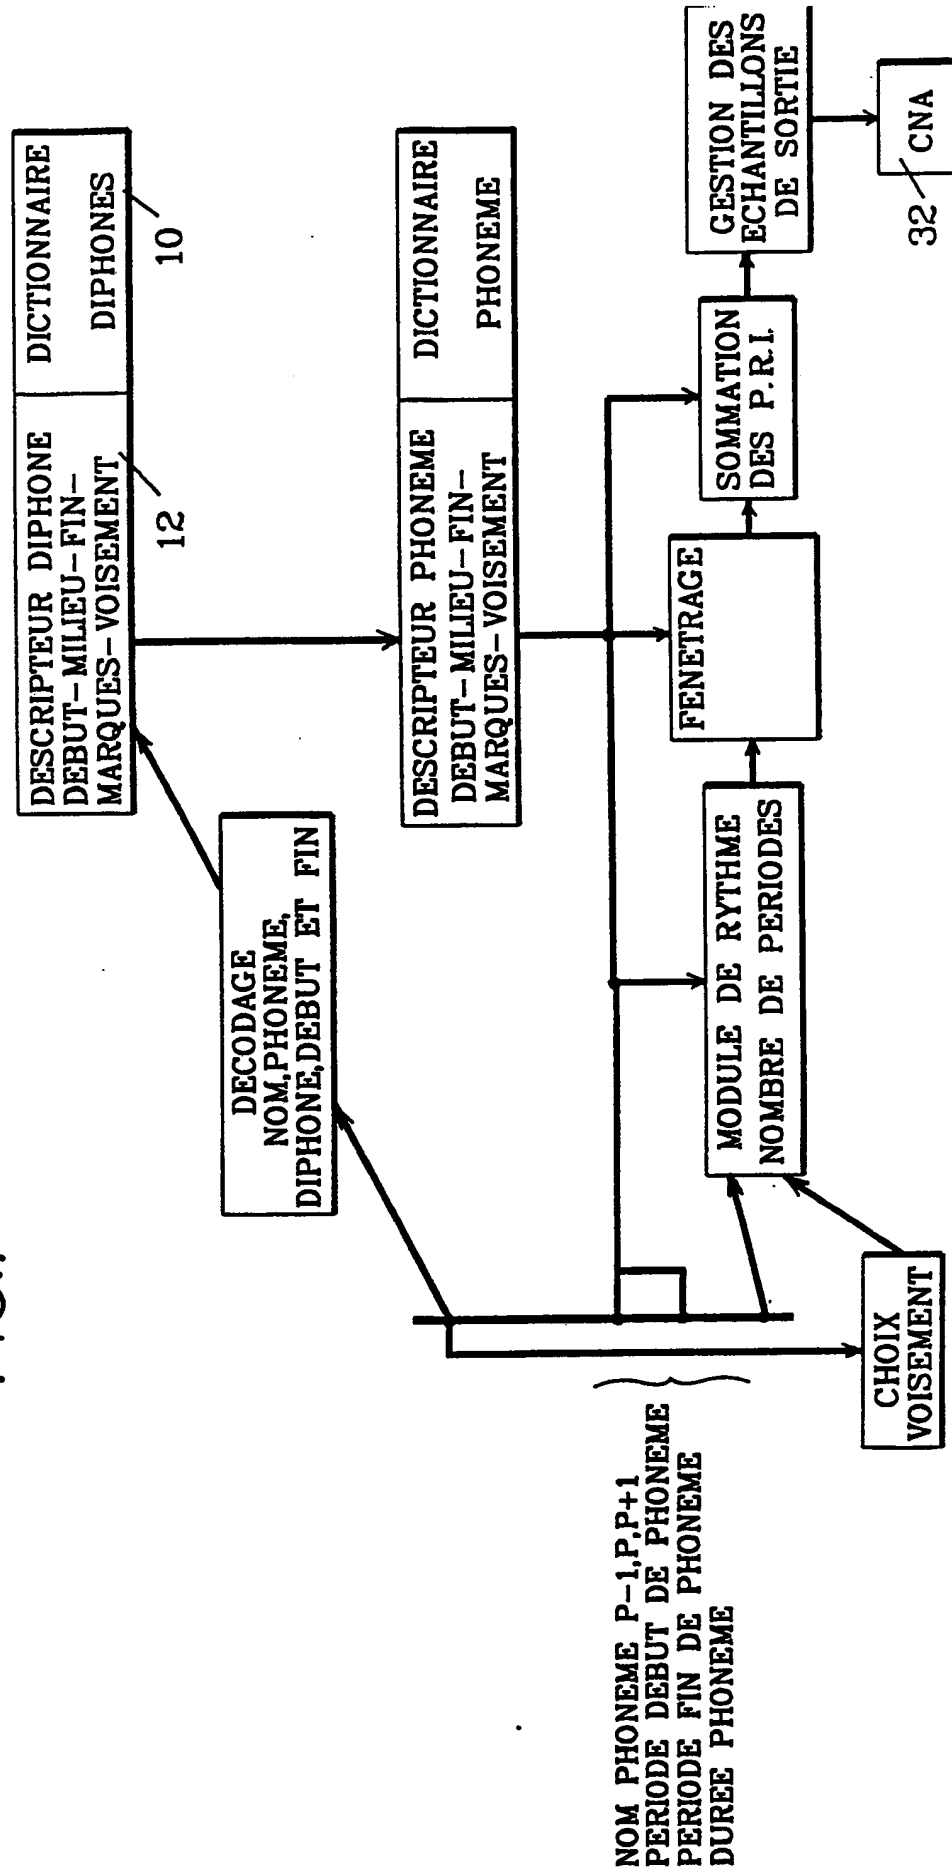 DESCRIPTEUR DIPHONE
DEBUT-MILIEU-FIN-
MARQUES-VOISEMENT
DICTIONNAIRE
DIPHONES
12
10
DECODAGE
NOM,PHONEME,
DIPHONE,DEBUT ET FIN
DESCRIPTEUR PHONEME
DEBUT-MILIEU-FIN-
MARQUES-VOISEMENT
DICTIONNAIRE
PHONEME
NOM PHONEME P-1,P,P+1
PERIODE DEBUT DE PHONEME
PERIODE FIN DE PHONEME
DUREE PHONEME
MODULE DE RYTHME
NOMBRE DE PERIODES
FENETRAGE
SOMMATION
DES P.R.I.
GESTION DES
ECHANTILLONS
DE SORTIE
CHOIX
VOISEMENT
32
CNA